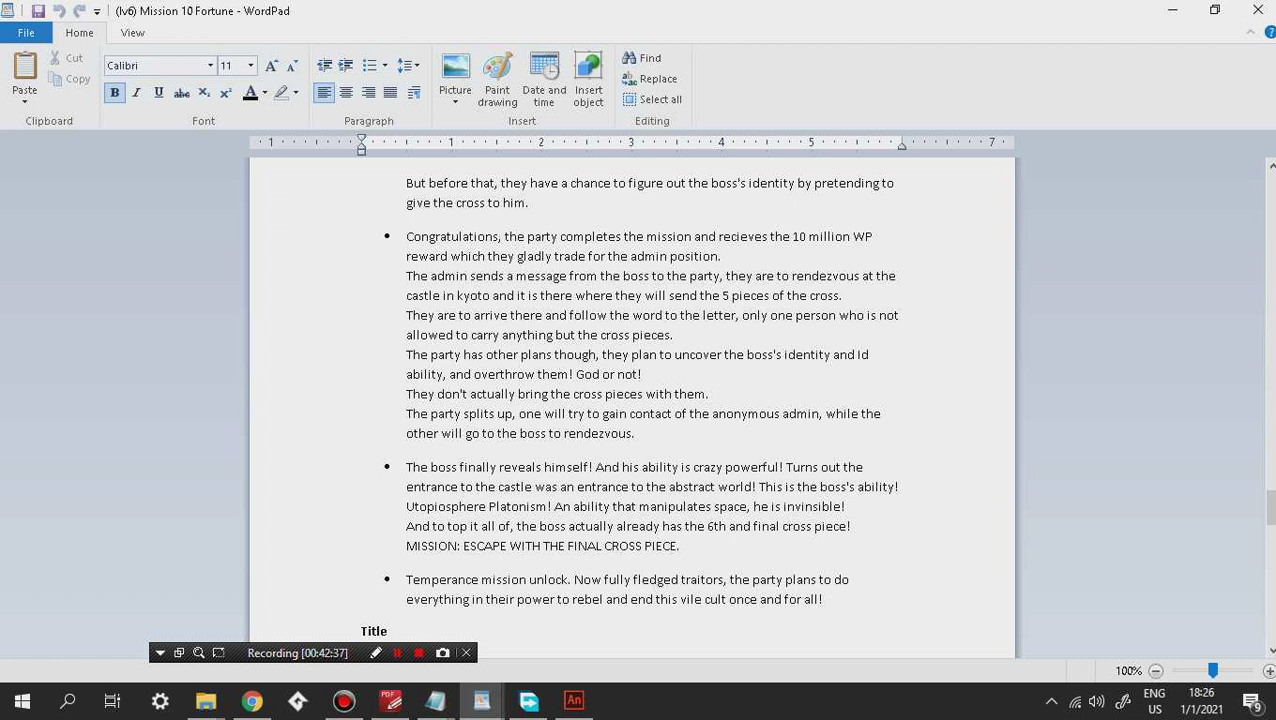 (lv6) Mission 10 Fortune - WordPad
File Home View
Paste
Cut
Copy
Clipboard
Calibri 11
B I U abc X₂ X² A
Font
Paragraph
Picture
Paint drawing
Date and time
Insert object
Insert
Find
Replace
Select all
Editing
1 1 2 3 4 5 7
But before that, they have a chance to figure out the boss's identity by pretending to
give the cross to him.
• Congratulations, the party completes the mission and recieves the 10 million WP
reward which they gladly trade for the admin position.
The admin sends a message from the boss to the party, they are to rendezvous at the
castle in kyoto and it is there where they will send the 5 pieces of the cross.
They are to arrive there and follow the word to the letter, only one person who is not
allowed to carry anything but the cross pieces.
The party has other plans though, they plan to uncover the boss's identity and Id
ability, and overthrow them! God or not!
They don't actually bring the cross pieces with them.
The party splits up, one will try to gain contact of the anonymous admin, while the
other will go to the boss to rendezvous.
• The boss finally reveals himself! And his ability is crazy powerful! Turns out the
entrance to the castle was an entrance to the abstract world! This is the boss's ability!
Utopiosphere Platonism! An ability that manipulates space, he is invinsible!
And to top it all of, the boss actually already has the 6th and final cross piece!
MISSION: ESCAPE WITH THE FINAL CROSS PIECE.
• Temperance mission unlock. Now fully fledged traitors, the party plans to do
everything in their power to rebel and end this vile cult once and for all!
Title
Recording [00:42:37]
100%
PDF
An
ENG
US
18:26
1/1/2021
9